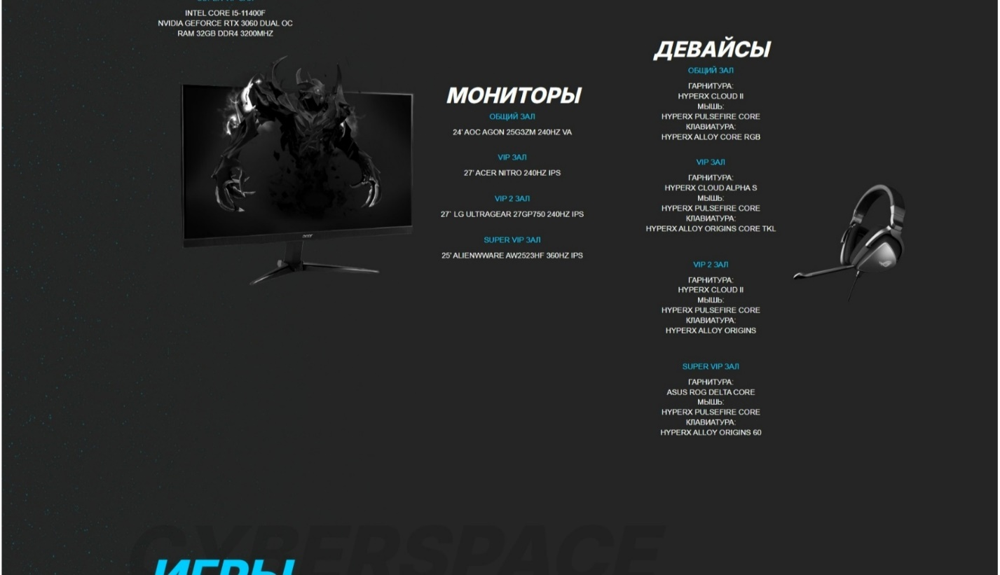 SUPER VIP ЗАЛ
INTEL CORE I5-11400F
NVIDIA GEFORCE RTX 3060 DUAL OC
RAM 32GB DDR4 3200MHZ
МОНИТОРЫ
ОБЩИЙ ЗАЛ
24' AOC AGON 25G3ZM 240HZ VA
VIP ЗАЛ
27' ACER NITRO 240HZ IPS
VIP 2 ЗАЛ
27' LG ULTRAGEAR 27GP750 240HZ IPS
SUPER VIP ЗАЛ
25' ALIENWWARE AW2523HF 360HZ IPS
ДЕВАЙСЫ
ОБЩИЙ ЗАЛ
ГАРНИТУРА:
HYPERX CLOUD II
МЫШЬ:
HYPERX PULSEFIRE CORE
КЛАВИАТУРА:
HYPERX ALLOY CORE RGB
VIP ЗАЛ
ГАРНИТУРА:
HYPERX CLOUD ALPHA S
МЫШЬ:
HYPERX PULSEFIRE CORE
КЛАВИАТУРА:
HYPERX ALLOY ORIGINS CORE TKL
VIP 2 ЗАЛ
ГАРНИТУРА:
HYPERX CLOUD II
МЫШЬ:
HYPERX PULSEFIRE CORE
КЛАВИАТУРА:
HYPERX ALLOY ORIGINS
SUPER VIP ЗАЛ
ГАРНИТУРА:
ASUS ROG DELTA CORE
МЫШЬ:
HYPERX PULSEFIRE CORE
КЛАВИАТУРА:
HYPERX ALLOY ORIGINS 60
CYBERSPACE
ИГРЫ